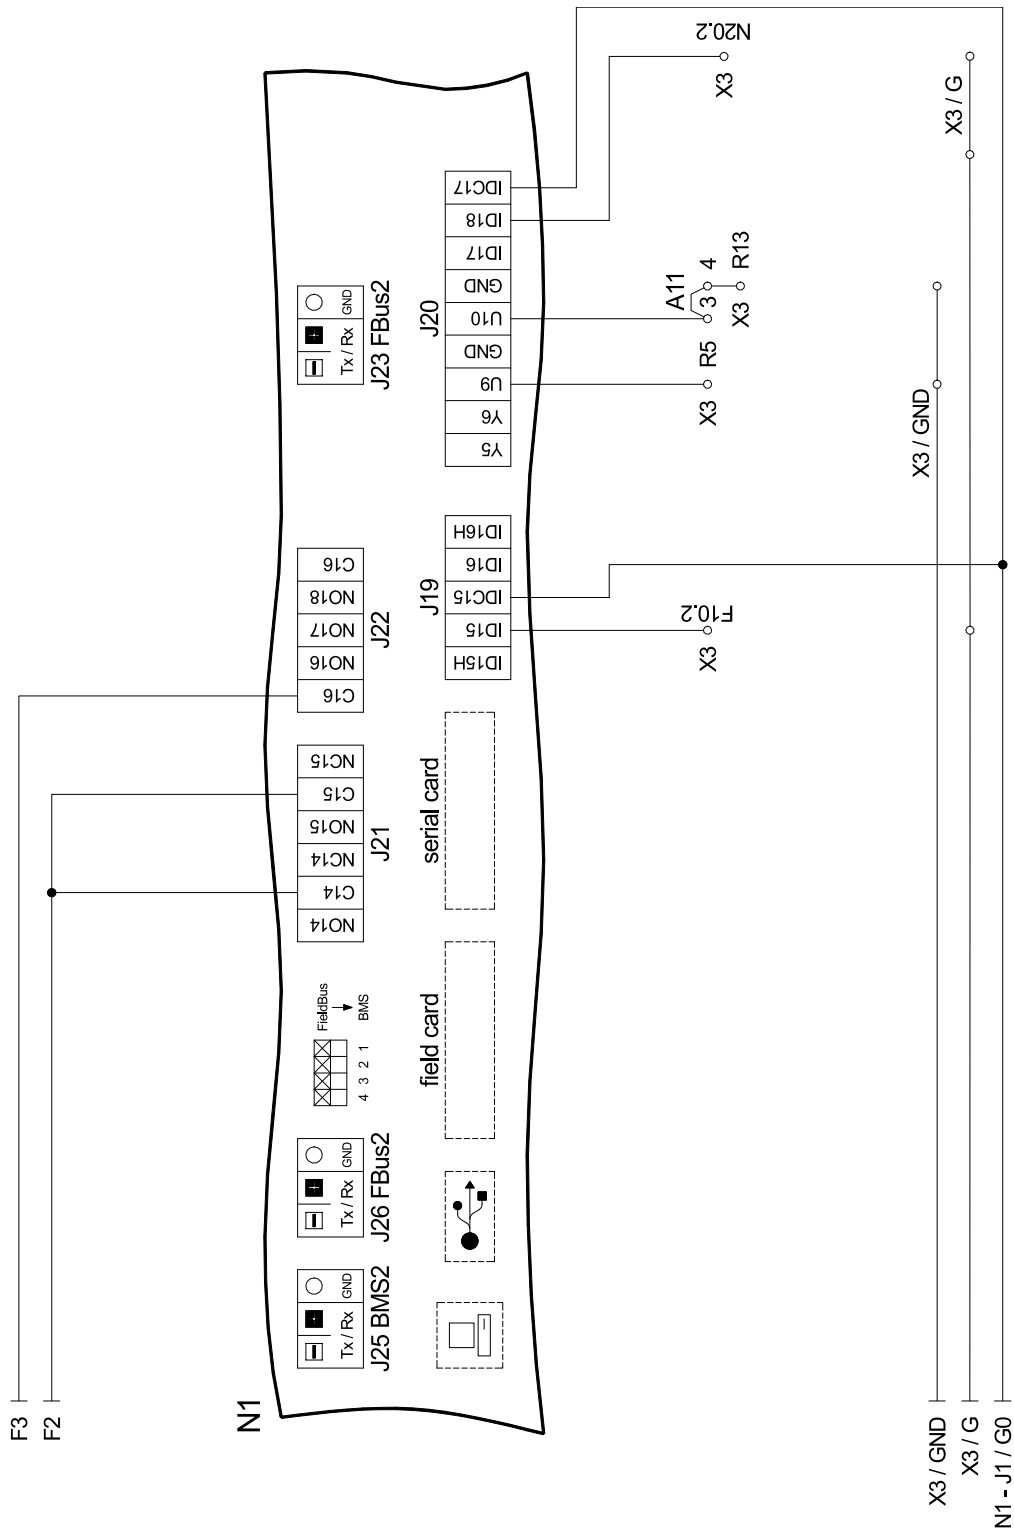 F3
F2
N1
J25 BMS2
Tx / Rx
GND
J26 FBus2
Tx / Rx
GND
4 3 2 1
FieldBus
BMS
NO14
C14
NC14
NO15
C15
NC15
J21
C16
NO16
NO17
NO18
C16
J22
J23 FBus2
Tx / Rx
GND
field card
serial card
ID15H
ID15
IDC15
ID16
ID16H
J19
Y5
Y6
U9
GND
U10
GND
ID17
ID18
IDC17
J20
X3
F10.2
X3
R5
A11
3
4
X3
R13
X3
N20.2
X3 / GND
X3 / G
X3 / GND
X3 / G
N1 - J1 / G0